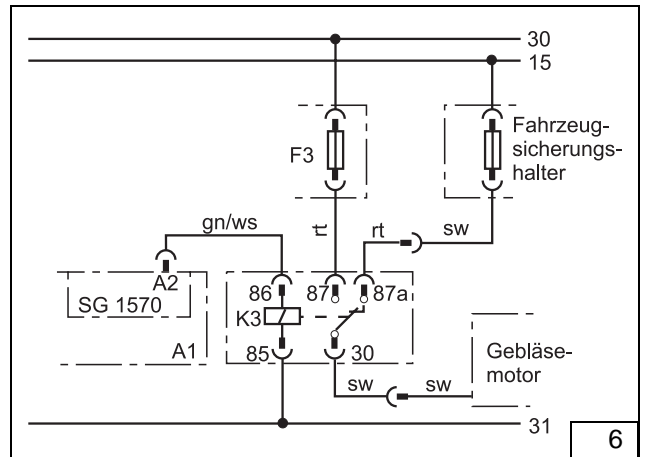 30
15
F3
Fahrzeug-
sicherungs-
halter
gn/ws
rt
rt
sw
A2
SG 1570
A1
86
87
87a
K3
85
30
Gebläse-
motor
sw
sw
31
6